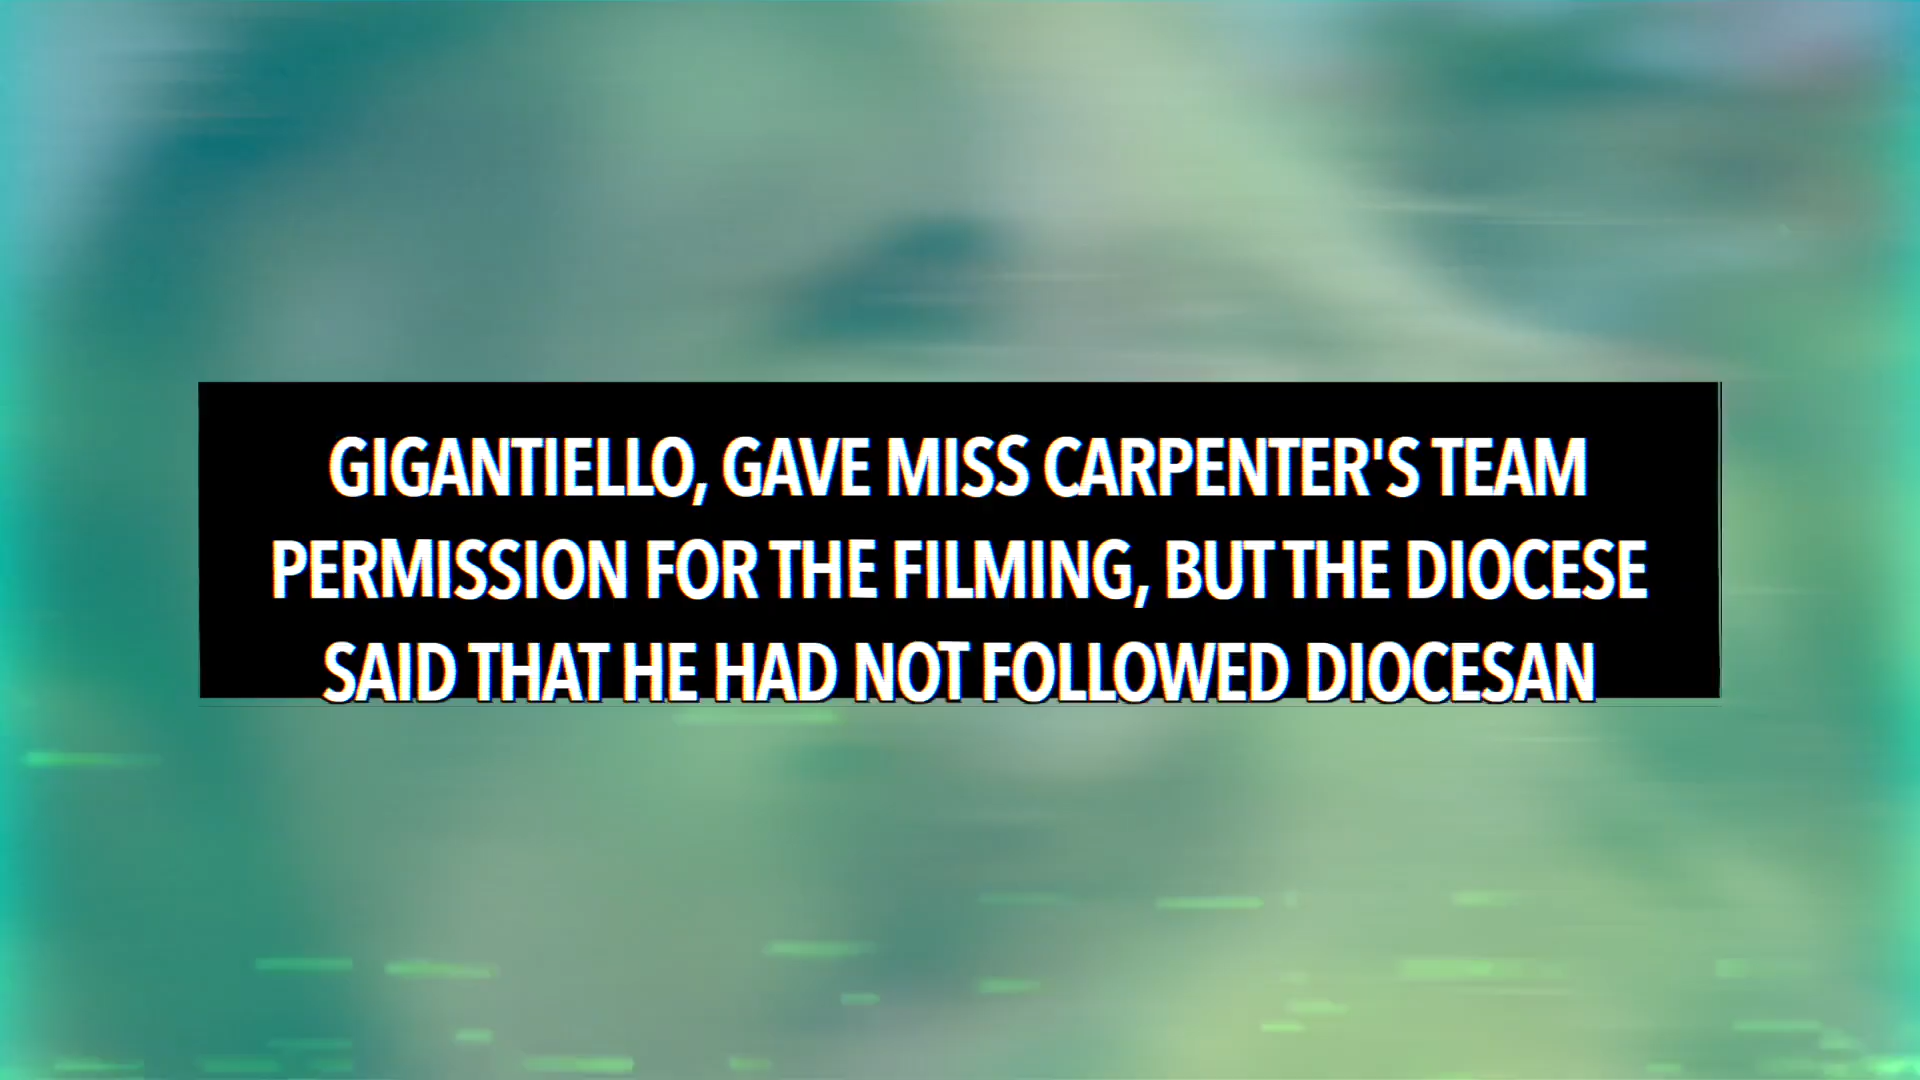 GIGANTIELLO, GAVE MISS CARPENTER'S TEAM
PERMISSION FOR THE FILMING, BUT THE DIOCESE
SAID THAT HE HAD NOT FOLLOWED DIOCESAN